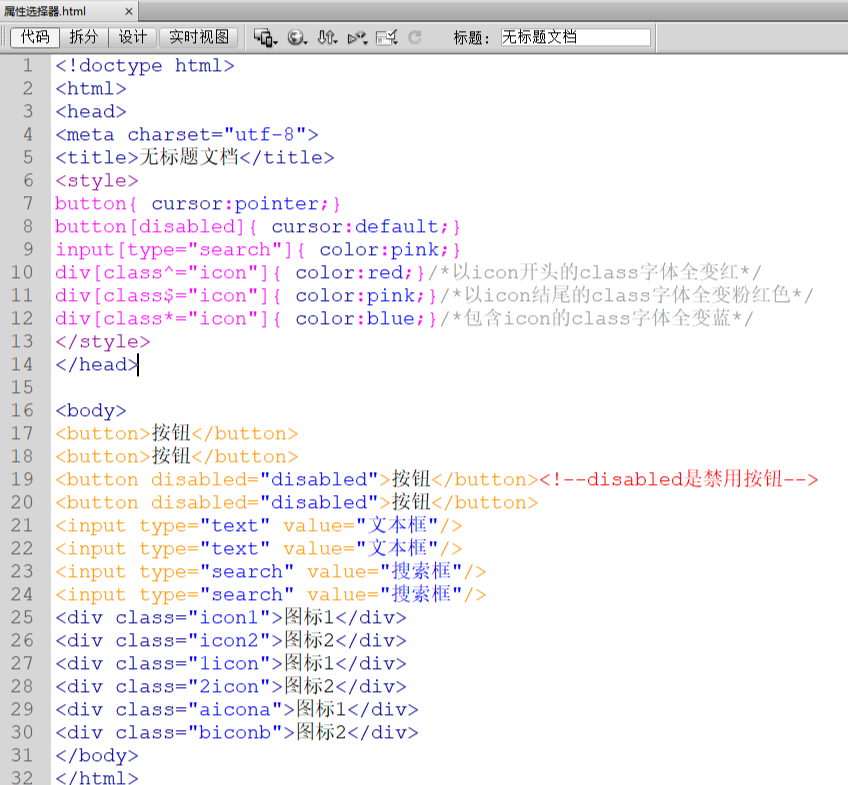 属性选择器.html ×
代码 拆分 设计 实时视图 标题: 无标题文档
1 <!doctype html>
2 <html>
3 <head>
4 <meta charset="utf-8">
5 <title>无标题文档</title>
6 <style>
7 button{ cursor:pointer;}
8 button[disabled]{ cursor:default;}
9 input[type="search"]{ color:pink;}
10 div[class^="icon"]{ color:red;}/*以icon开头的class字体全变红*/
11 div[class$="icon"]{ color:pink;}/*以icon结尾的class字体全变粉红色*/
12 div[class*="icon"]{ color:blue;}/*包含icon的class字体全变蓝*/
13 </style>
14 </head>
15
16 <body>
17 <button>按钮</button>
18 <button>按钮</button>
19 <button disabled="disabled">按钮</button><!--disabled是禁用按钮-->
20 <button disabled="disabled">按钮</button>
21 <input type="text" value="文本框"/>
22 <input type="text" value="文本框"/>
23 <input type="search" value="搜索框"/>
24 <input type="search" value="搜索框"/>
25 <div class="icon1">图标1</div>
26 <div class="icon2">图标2</div>
27 <div class="1icon">图标1</div>
28 <div class="2icon">图标2</div>
29 <div class="aicona">图标1</div>
30 <div class="biconb">图标2</div>
31 </body>
32 </html>